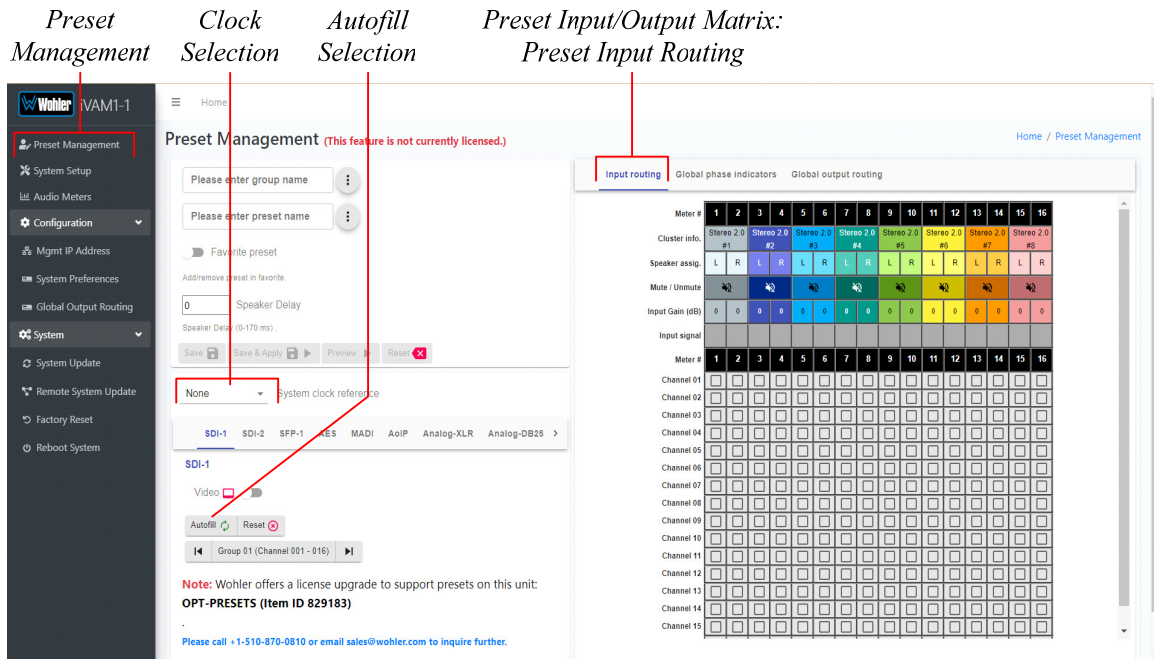 Preset Management
Clock Selection
Autofill Selection
Preset Input/Output Matrix: Preset Input Routing
Wohler iVAM1-1
Home
Preset Management
System Setup
Audio Meters
Configuration
Mgmt IP Address
System Preferences
Global Output Routing
System
System Update
Remote System Update
Factory Reset
Reboot System
Preset Management (This feature is not currently licensed.)
Home / Preset Management
Please enter group name
Please enter preset name
Favorite preset
Add/remove preset in favorite.
0 Speaker Delay
Speaker Delay (0-170 ms) .
Save Save & Apply Preview Reset
None System clock reference
SDI-1 SDI-2 SFP-1 AES MADI AoIP Analog-XLR Analog-DB25
SDI-1
Video
Autofill Reset
Group 01 (Channel 001 - 016)
Note: Wohler offers a license upgrade to support presets on this unit:
OPT-PRESETS (Item ID 829183)
.
Please call +1-510-870-0810 or email sales@wohler.com to inquire further.
Input routing Global phase indicators Global output routing
Meter # 1 2 3 4 5 6 7 8 9 10 11 12 13 14 15 16
Cluster info. Stereo 2.0 #1 Stereo 2.0 #2 Stereo 2.0 #3 Stereo 2.0 #4 Stereo 2.0 #5 Stereo 2.0 #6 Stereo 2.0 #7 Stereo 2.0 #8
Speaker assig. L R L R L R L R L R L R L R L R
Mute / Unmute
Input Gain (dB) 0 0 0 0 0 0 0 0 0 0 0 0 0 0 0 0
Input signal
Meter # 1 2 3 4 5 6 7 8 9 10 11 12 13 14 15 16
Channel 01
Channel 02
Channel 03
Channel 04
Channel 05
Channel 06
Channel 07
Channel 08
Channel 09
Channel 10
Channel 11
Channel 12
Channel 13
Channel 14
Channel 15